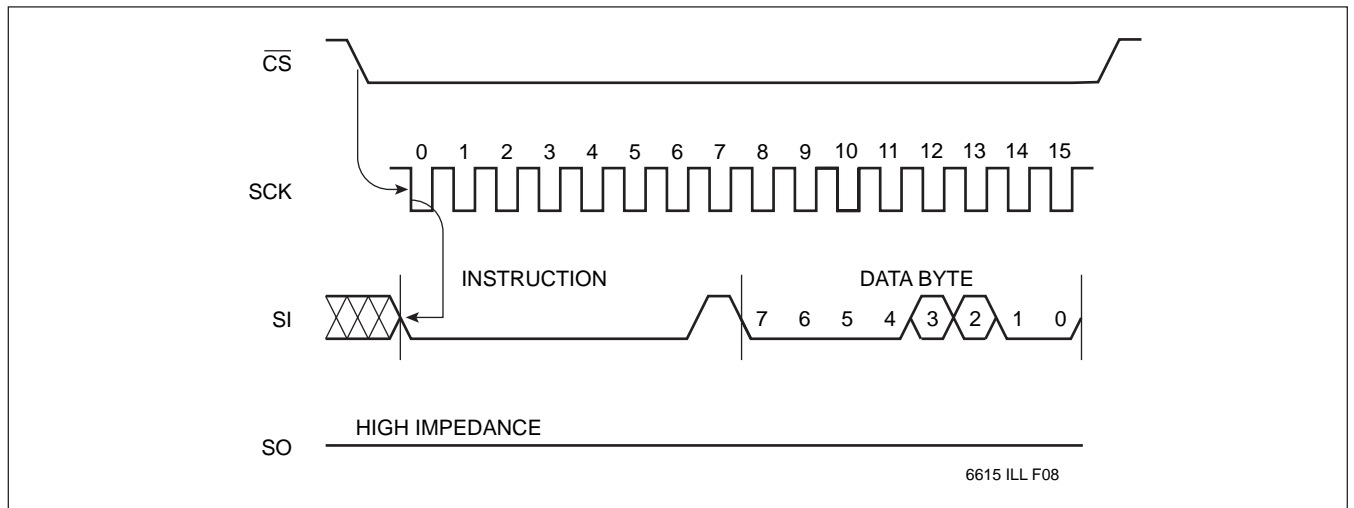 CS
0 1 2 3 4 5 6 7 8 9 10 11 12 13 14 15
SCK
INSTRUCTION DATA BYTE
SI 7 6 5 4 3 2 1 0
HIGH IMPEDANCE
SO
6615 ILL F08